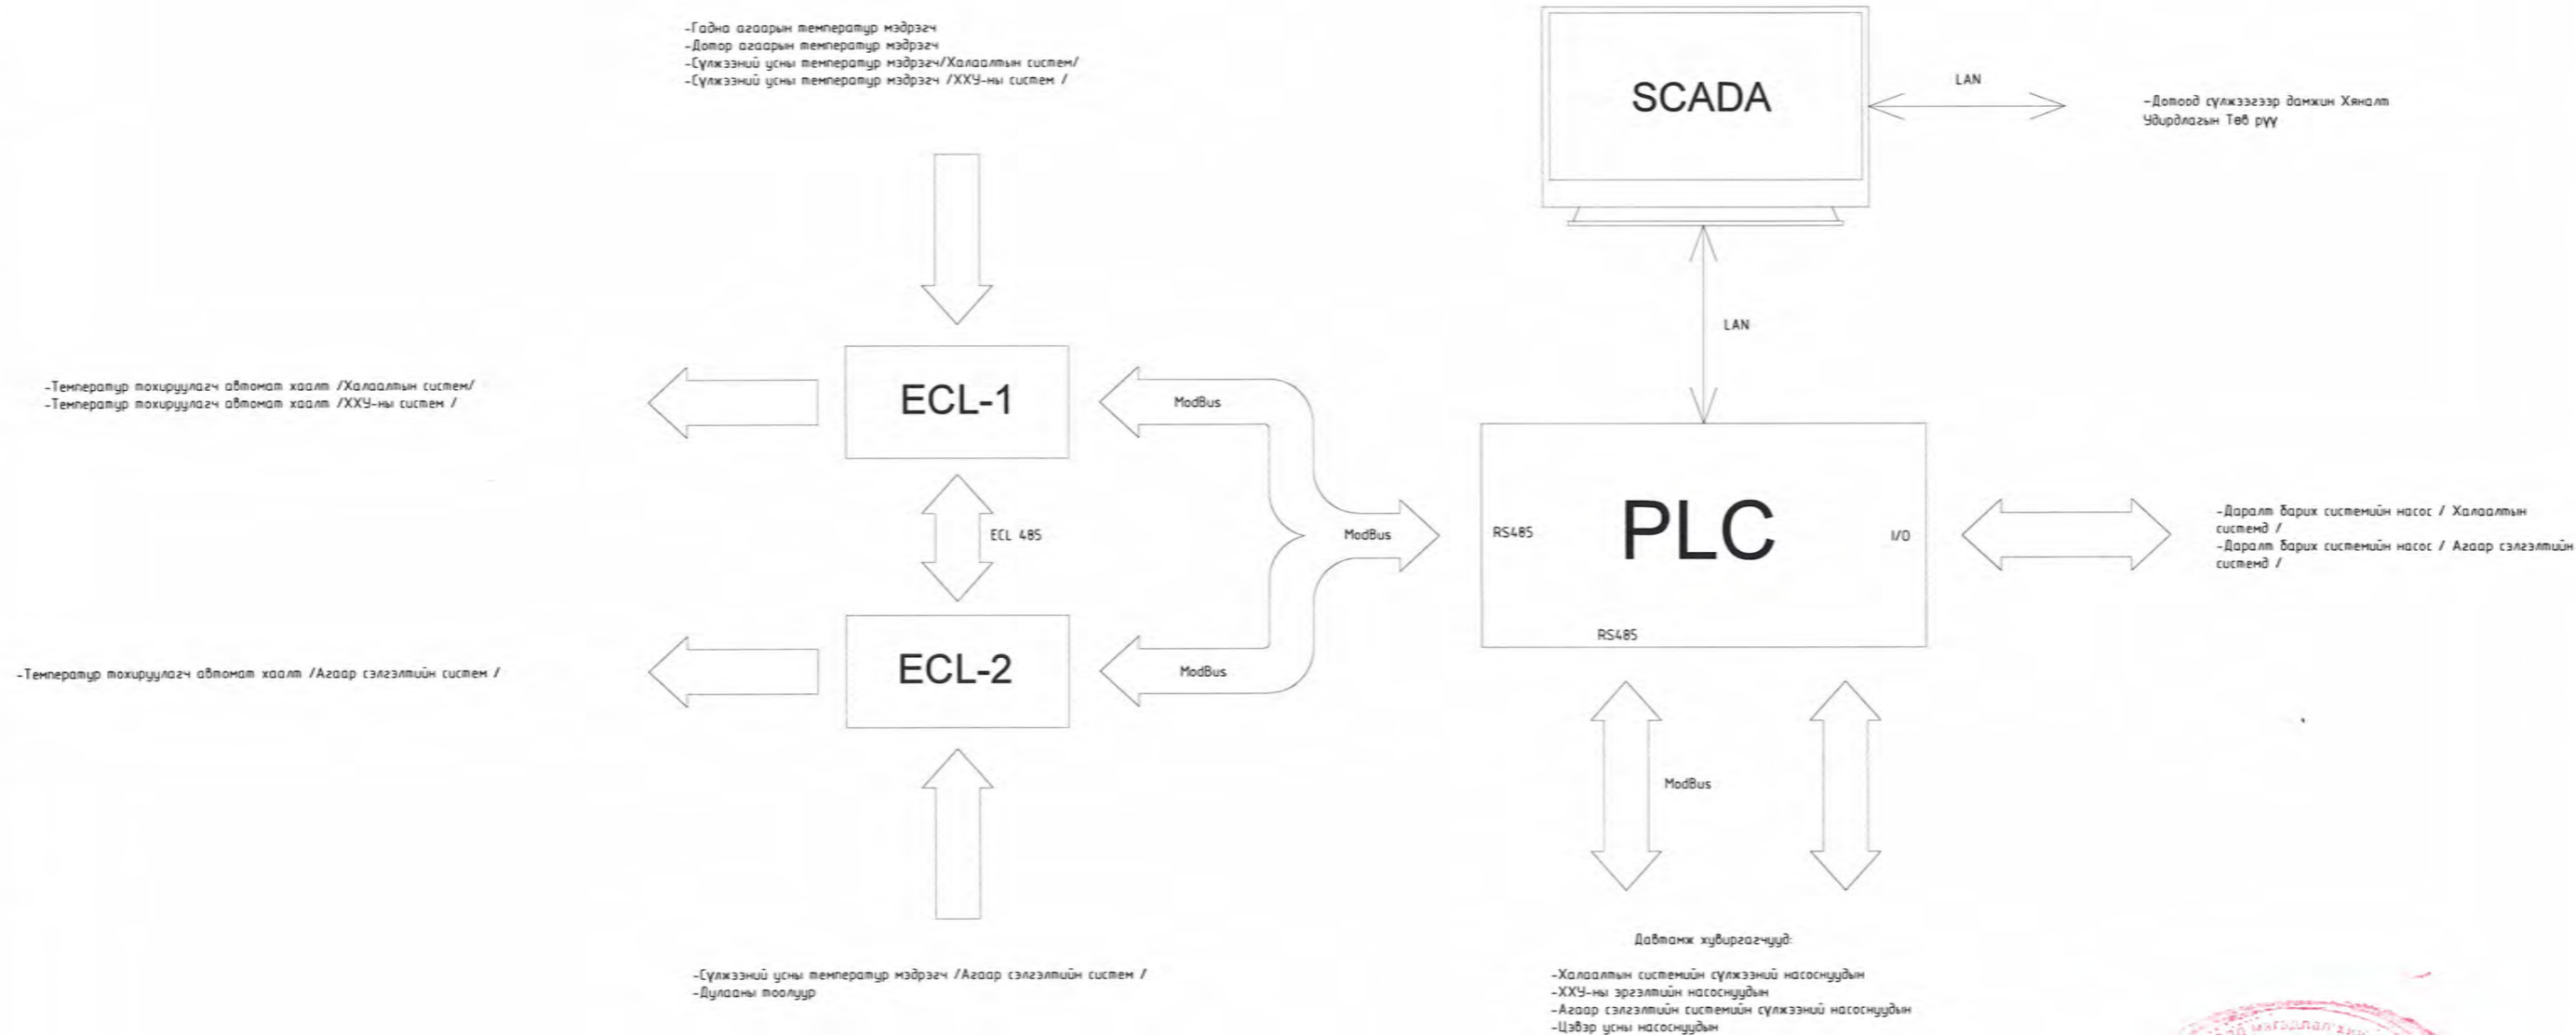 -Гадна агаарын температур мэдрэгч
-Дотор агаарын температур мэдрэгч
-Сүлжээний усны температур мэдрэгч/Халаалтын систем/
-Сүлжээний усны температур мэдрэгч /ХХУ-ны систем /
SCADA
LAN
-Дотоод сүлжээгээр дамжин Хяналт
Удирдлагын Төв рүү
LAN
-Температур тохируулагч автомат хаалт /Халаалтын систем/
-Температур тохируулагч автомат хаалт /ХХУ-ны систем /
ECL-1
ModBus
ECL 485
ModBus
RS485
PLC
I/O
-Даралт барих системийн насос / Халаалтын
системд /
-Даралт барих системийн насос / Агаар сэлгэлтийн
системд /
RS485
-Температур тохируулагч автомат хаалт /Агаар сэлгэлтийн систем /
ECL-2
ModBus
ModBus
Давтамж хувиргагчууд:
-Сүлжээний усны температур мэдрэгч /Агаар сэлгэлтийн систем /
-Дулааны тоолуур
-Халаалтын системийн сүлжээний насоснуудын
-ХХУ-ны эргэлтийн насоснуудын
-Агаар сэлгэлтийн системийн сүлжээний насоснуудын
-Цэвэр усны насоснуудын